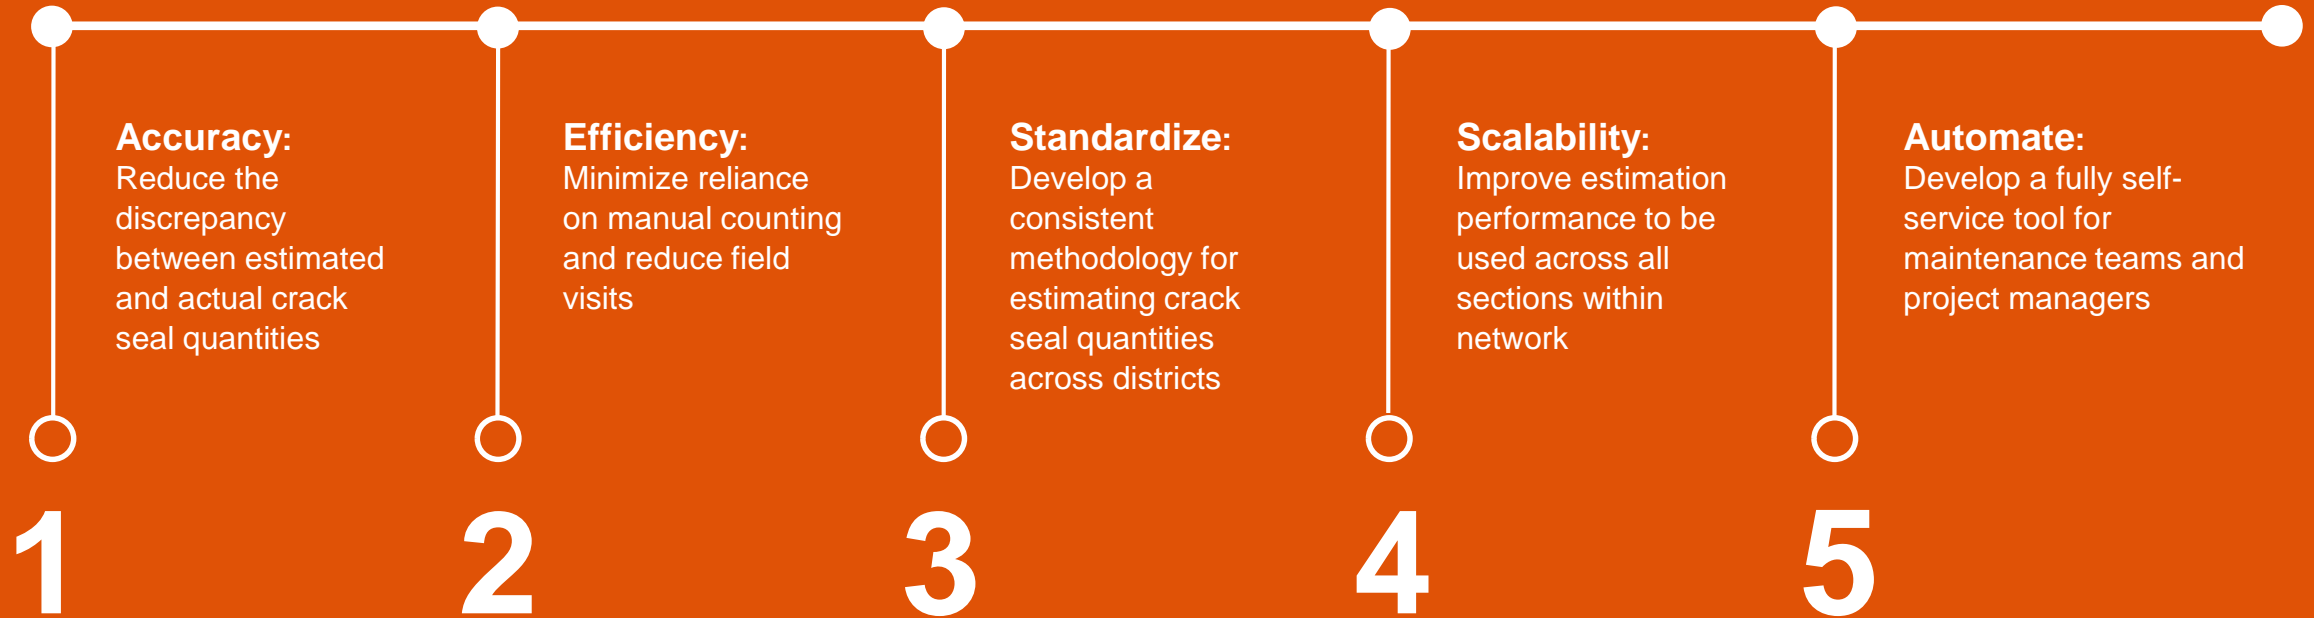 Accuracy:
Reduce the
discrepancy
between estimated
and actual crack
seal quantities
1
Efficiency:
Minimize reliance
on manual counting
and reduce field
visits
2
Standardize:
Develop a
consistent
methodology for
estimating crack
seal quantities
across districts
3
Scalability:
Improve estimation
performance to be
used across all
sections within
network
4
Automate:
Develop a fully self-
service tool for
maintenance teams and
project managers
5